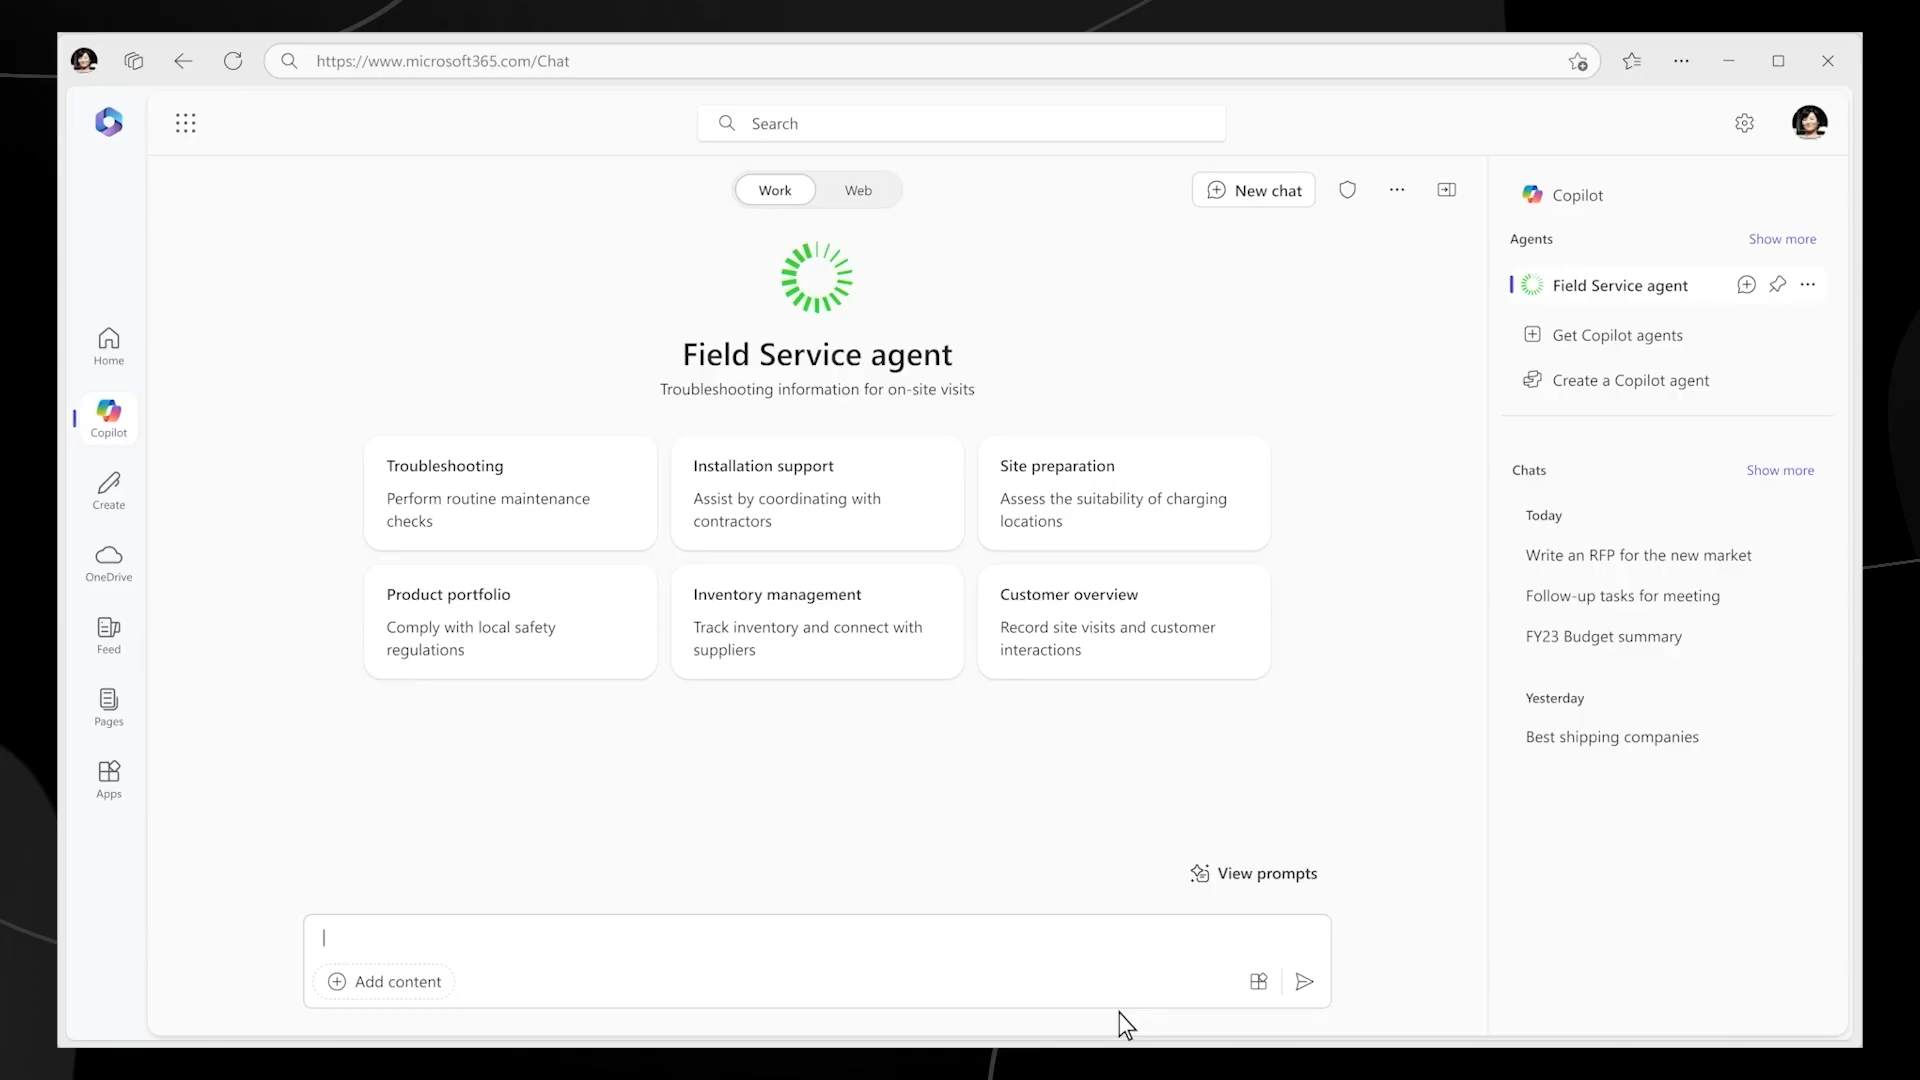 https://www.microsoft365.com/Chat
Search
Work
Web
New chat
Home
Copilot
Create
OneDrive
Feed
Pages
Apps
Field Service agent
Troubleshooting information for on-site visits
Troubleshooting
Perform routine maintenance
checks
Installation support
Assist by coordinating with
contractors
Site preparation
Assess the suitability of charging
locations
Product portfolio
Comply with local safety
regulations
Inventory management
Track inventory and connect with
suppliers
Customer overview
Record site visits and customer
interactions
View prompts
Add content
Copilot
Agents
Show more
Field Service agent
Get Copilot agents
Create a Copilot agent
Chats
Show more
Today
Write an RFP for the new market
Follow-up tasks for meeting
FY23 Budget summary
Yesterday
Best shipping companies